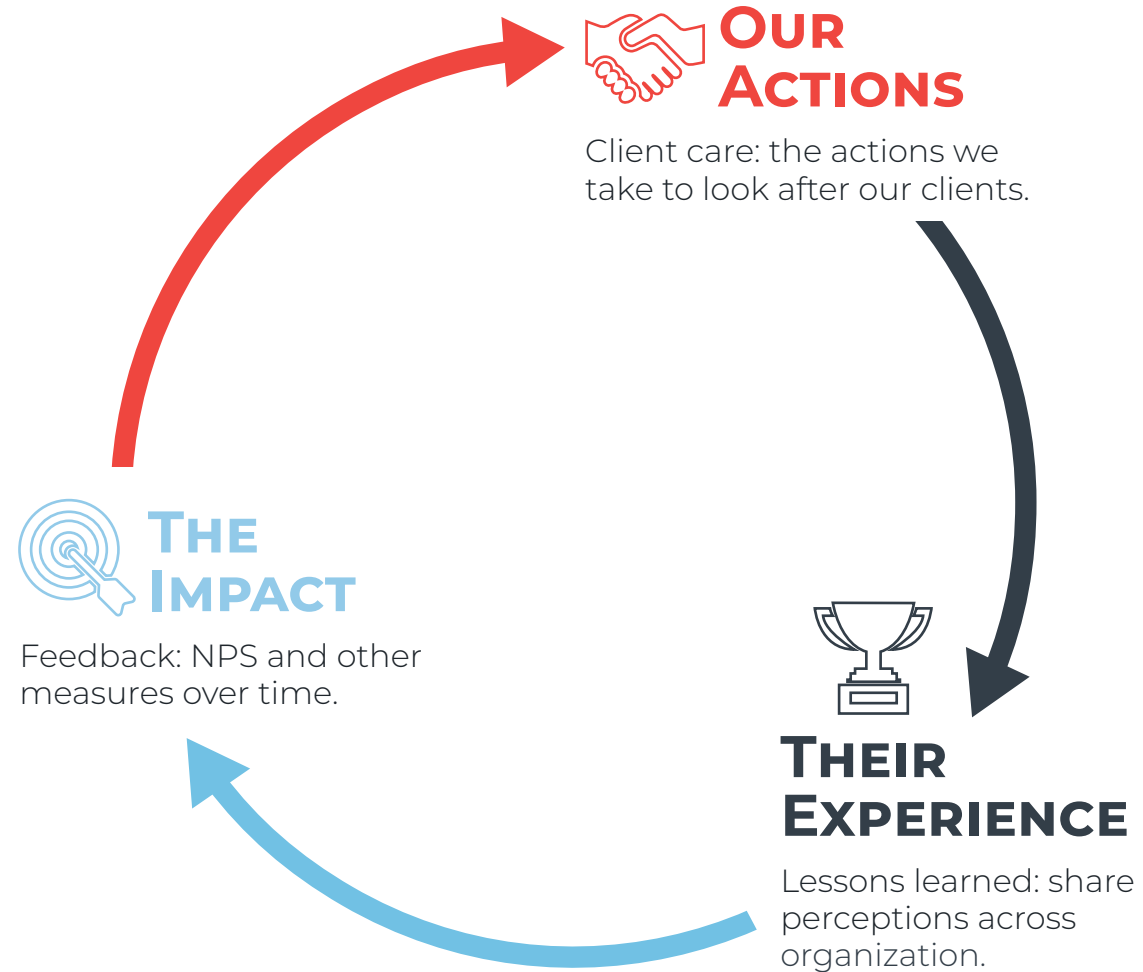 OUR
ACTIONS
Client care: the actions we
take to look after our clients.
THE
IMPACT
Feedback: NPS and other
measures over time.
THEIR
EXPERIENCE
Lessons learned: share
perceptions across
organization.